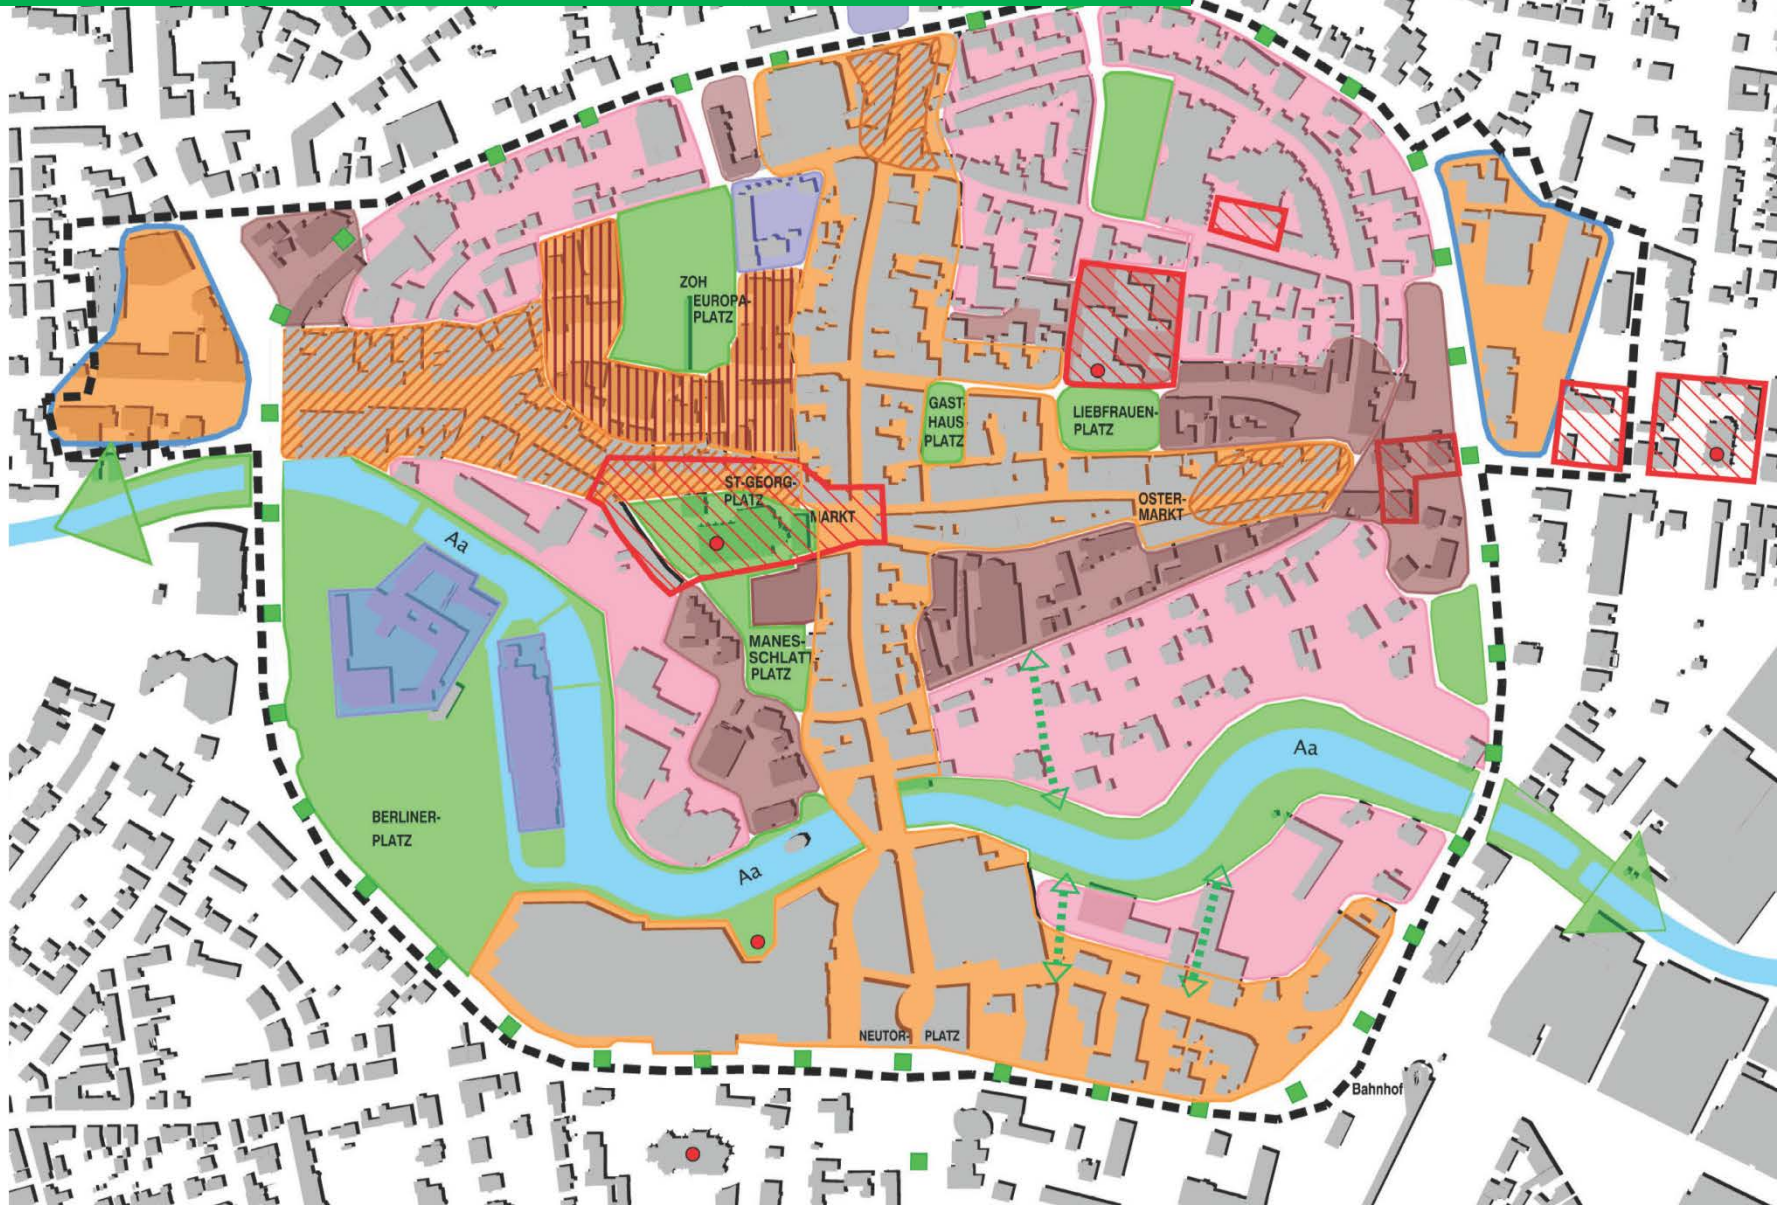 ZOH
EUROPA-
PLATZ
GAST-
HAUS
PLATZ
LIEBFRAUEN-
PLATZ
ST-GEORG-
PLATZ
MARKT
OSTER-
MARKT
Aa
MANES-
SCHLATT-
PLATZ
Aa
BERLINER-
PLATZ
Aa
NEUTOR- PLATZ
Bahnhof